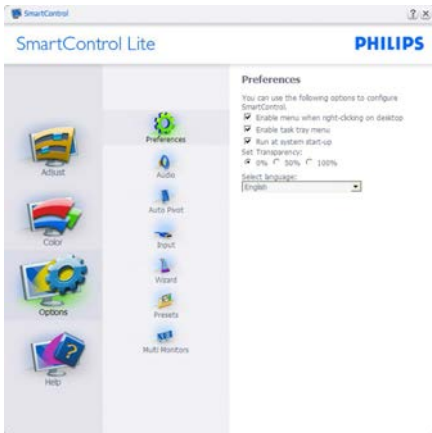 SmartControl
SmartControl Lite
PHILIPS
Adjust
Color
Options
Help
Preferences
Audio
Auto Pivot
Input
Wizard
Presets
Multi Monitors
Preferences
You can use the following options to configure
SmartControl.
Enable menu when right-clicking on desktop
Enable task tray menu
Run at system start-up
Set Transparency:
0% 50% 100%
Select language:
English